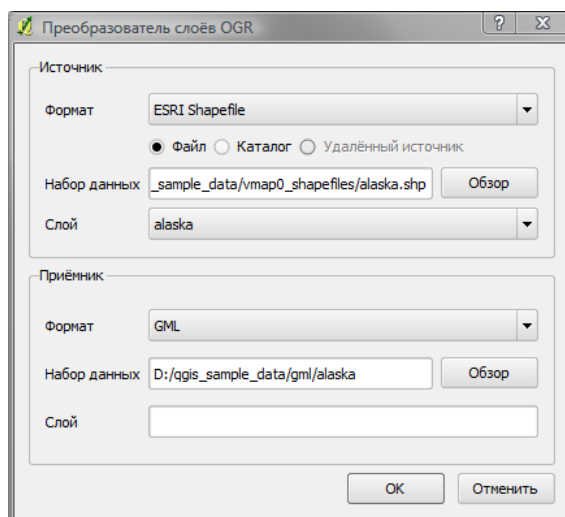 Преобразователь слоёв OGR
Источник
Формат ESRI Shapefile
Файл Каталог Удалённый источник
Набор данных _sample_data/vmap0_shapefiles/alaska.shp Обзор
Слой alaska
Приёмник
Формат GML
Набор данных D:/qgis_sample_data/gml/alaska Обзор
Слой
OK Отменить